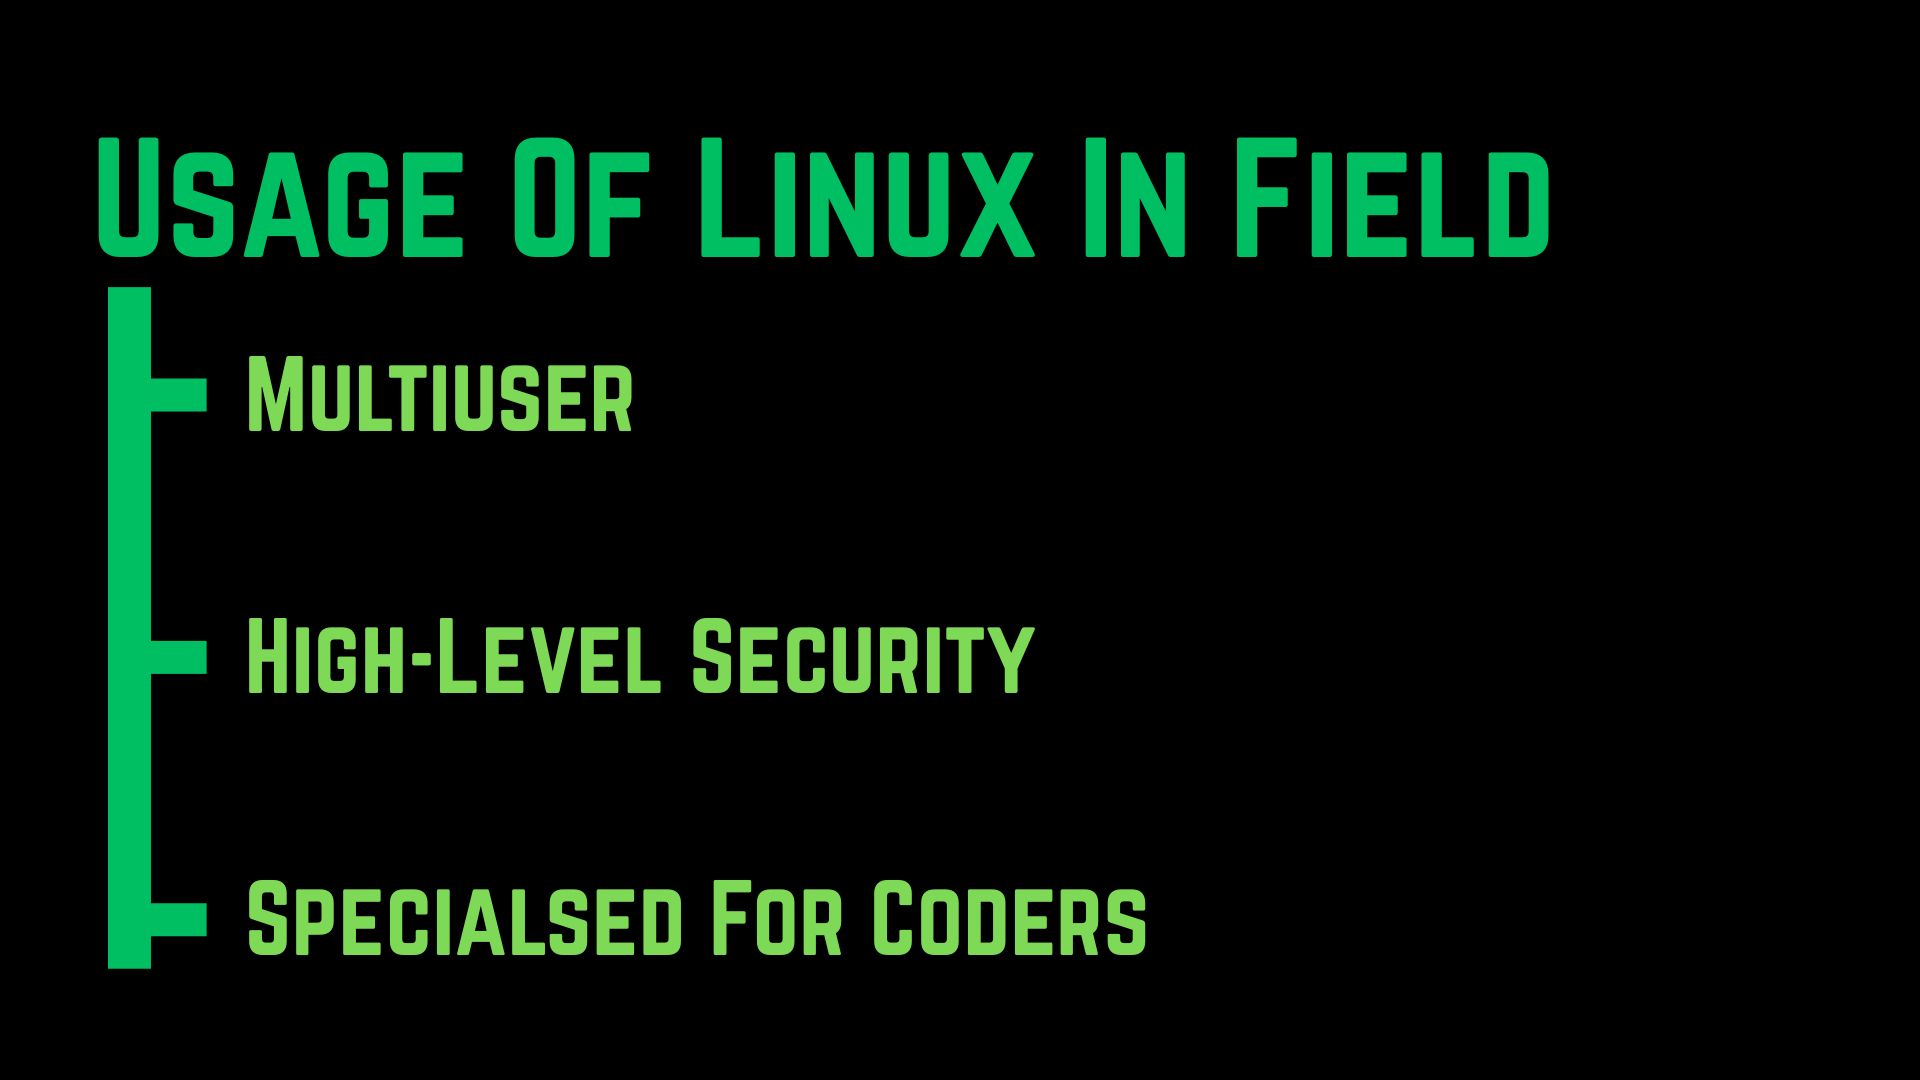 Usage Of Linux In Field
Multiuser
High-Level Security
Specialsed For Coders